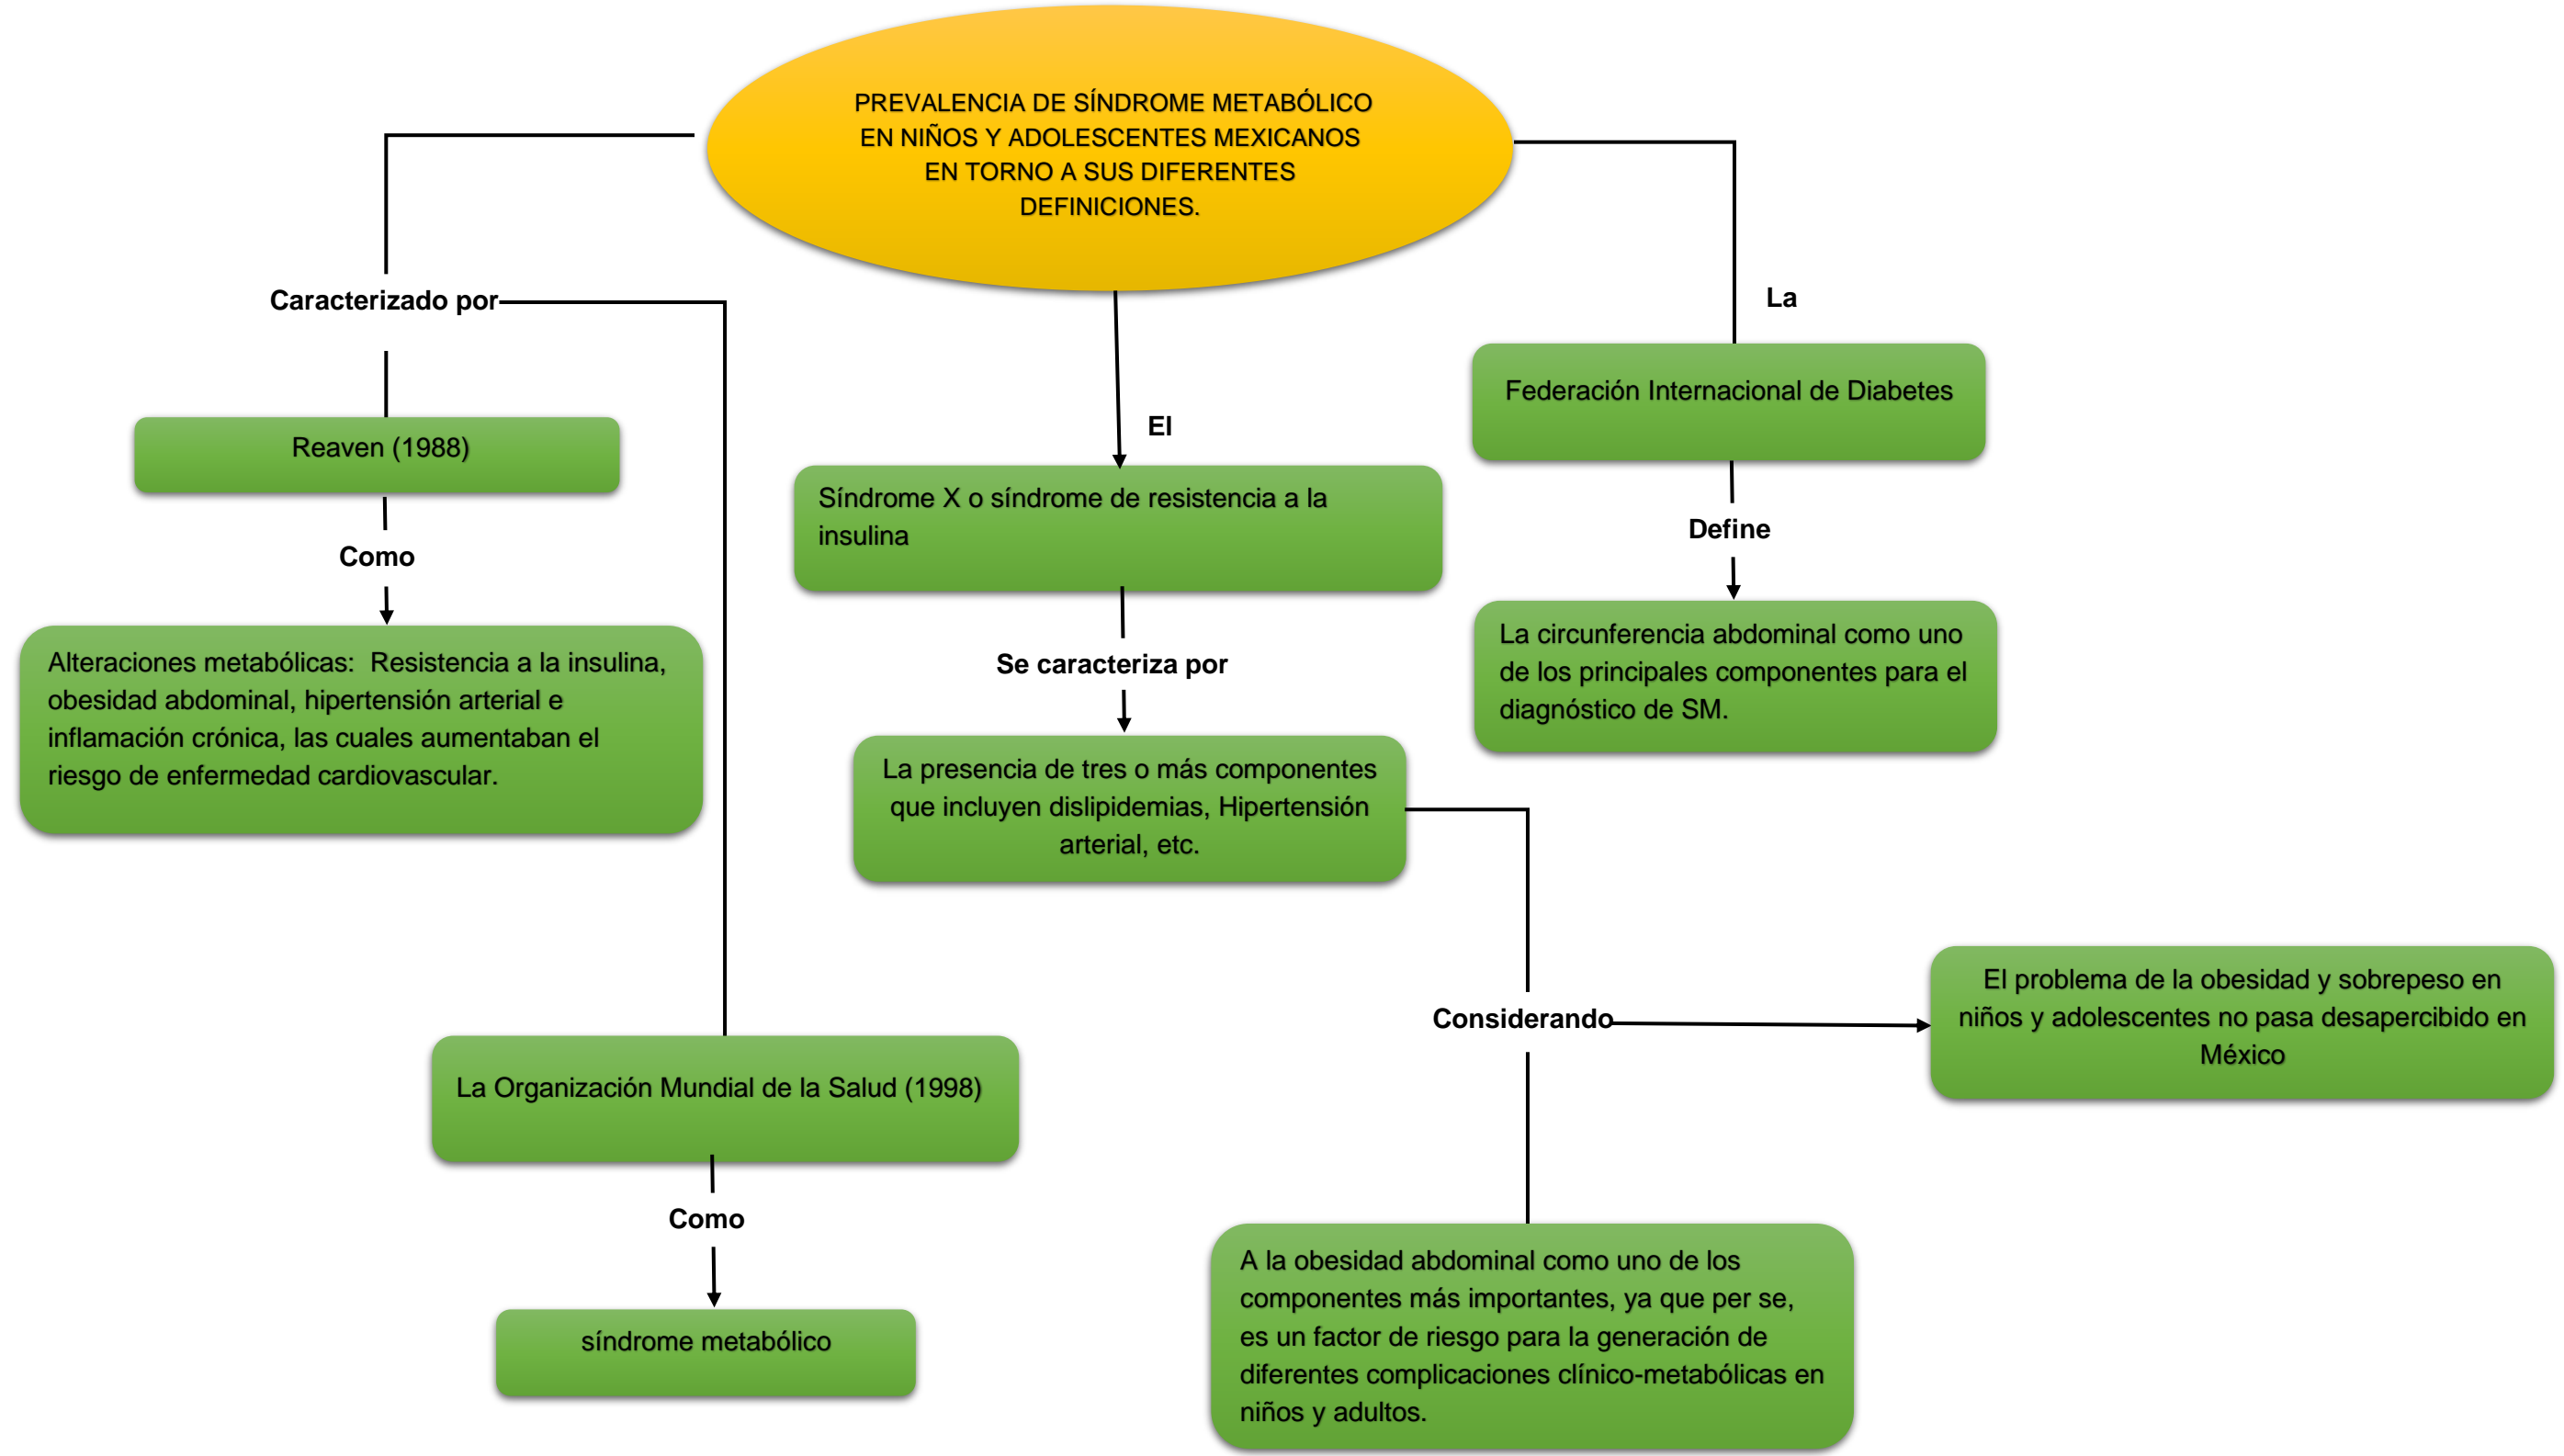 PREVALENCIA DE SÍNDROME METABÓLICO
EN NIÑOS Y ADOLESCENTES MEXICANOS
EN TORNO A SUS DIFERENTES
DEFINICIONES.
Caracterizado por
Reaven (1988)
Como
Alteraciones metabólicas:  Resistencia a la insulina,
obesidad abdominal, hipertensión arterial e
inflamación crónica, las cuales aumentaban el
riesgo de enfermedad cardiovascular.
La Organización Mundial de la Salud (1998)
Como
síndrome metabólico
El
Síndrome X o síndrome de resistencia a la
insulina
Se caracteriza por
La presencia de tres o más componentes
que incluyen dislipidemias, Hipertensión
arterial, etc.
Considando
El problema de la obesidad y sobrepeso en
niños y adolescentes no pasa desapercibido en
México
A la obesidad abdominal como uno de los
componentes más importantes, ya que per se,
es un factor de riesgo para la generación de
diferentes complicaciones clínico-metabólicas en
niños y adultos.
La
Federación Internacional de Diabetes
Define
La circunferencia abdominal como uno
de los principales componentes para el
diagnóstico de SM.